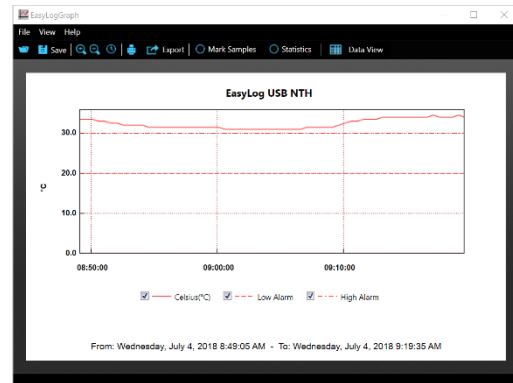 EasyLogGraph
File View Help
Save Export Mark Samples Statistics Data View
EasyLog USB NTH
30.0
20.0
10.0
0.0
°C
08:50:00 09:00:00 09:10:00
Celsius(°C) Low Alarm High Alarm
From: Wednesday, July 4, 2018 8:49:05 AM - To: Wednesday, July 4, 2018 9:19:35 AM